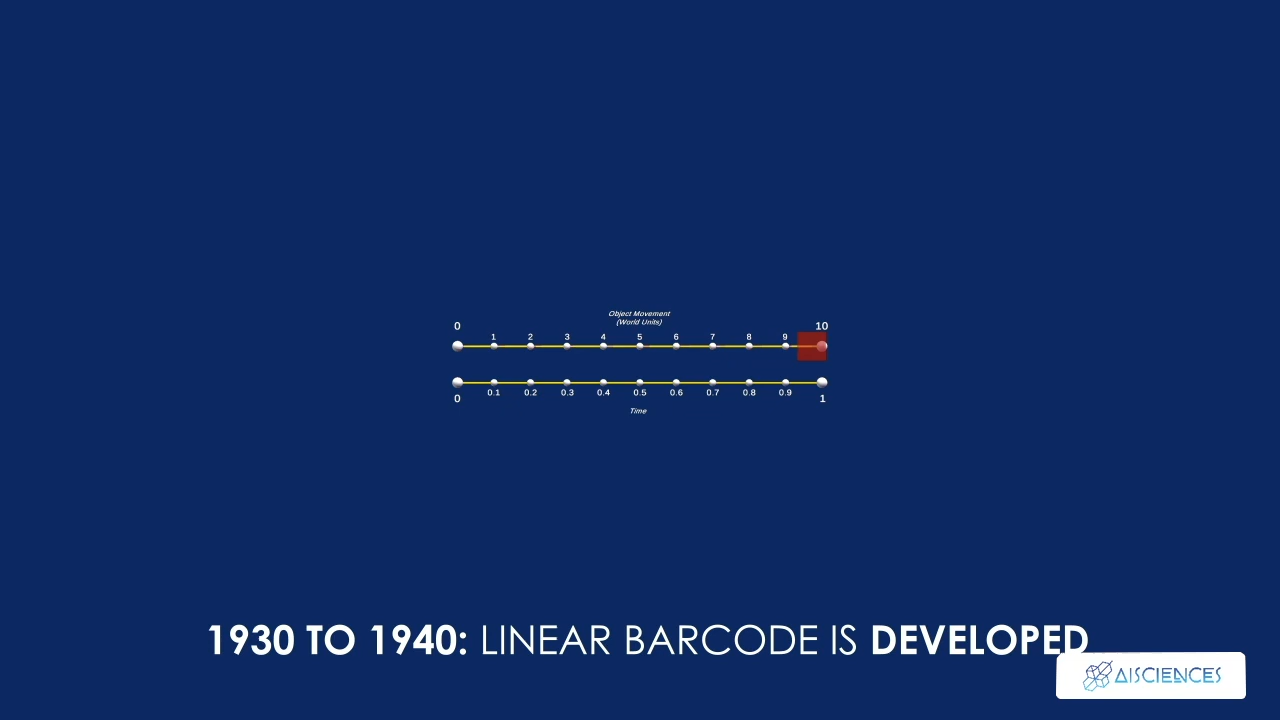 Object Movement
(World Units)
0 10
1 2 3 4 5 6 7 8 9
0.1 0.2 0.3 0.4 0.5 0.6 0.7 0.8 0.9
0 1
Time
1930 TO 1940: LINEAR BARCODE IS DEVELOPED
AISCIENCES